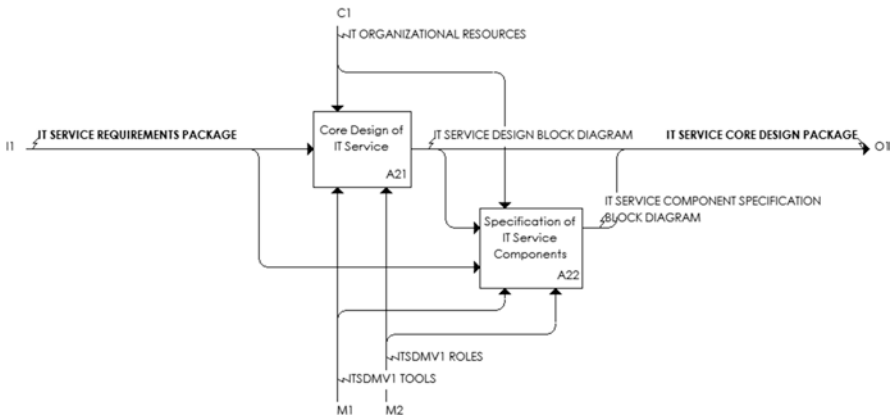 C1
IT ORGANIZATIONAL RESOURCES
IT SERVICE REQUIREMENTS PACKAGE
Core Design of
IT Service
A21
IT SERVICE DESIGN BLOCK DIAGRAM
IT SERVICE CORE DESIGN PACKAGE
I1
O1
IT SERVICE COMPONENT SPECIFICATION
BLOCK DIAGRAM
Specification of
IT Service
Components
A22
ITSDMV1 ROLES
ITSDMV1 TOOLS
M1
M2